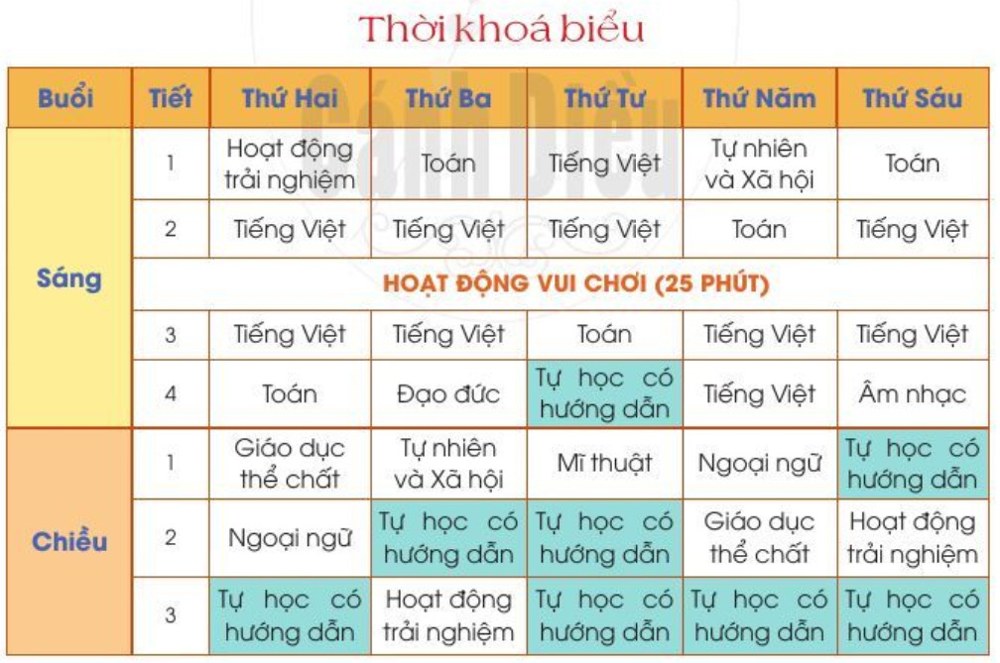 Thời khoá biểu
Buổi Tiết Thứ Hai Thứ Ba Thứ Tư Thứ Năm Thứ Sáu
Sáng
1 Hoạt động trải nghiệm Toán Tiếng Việt Tự nhiên và Xã hội Toán
2 Tiếng Việt Tiếng Việt Tiếng Việt Toán Tiếng Việt
HOẠT ĐỘNG VUI CHƠI (25 PHÚT)
3 Tiếng Việt Tiếng Việt Toán Tiếng Việt Tiếng Việt
4 Toán Đạo đức Tự học có hướng dẫn Tiếng Việt Âm nhạc
Chiều
1 Giáo dục thể chất Tự nhiên và Xã hội Mĩ thuật Ngoại ngữ Tự học có hướng dẫn
2 Ngoại ngữ Tự học có hướng dẫn Tự học có hướng dẫn Giáo dục thể chất Hoạt động trải nghiệm
3 Tự học có hướng dẫn Hoạt động trải nghiệm Tự học có hướng dẫn Tự học có hướng dẫn Tự học có hướng dẫn
Cánh Diều